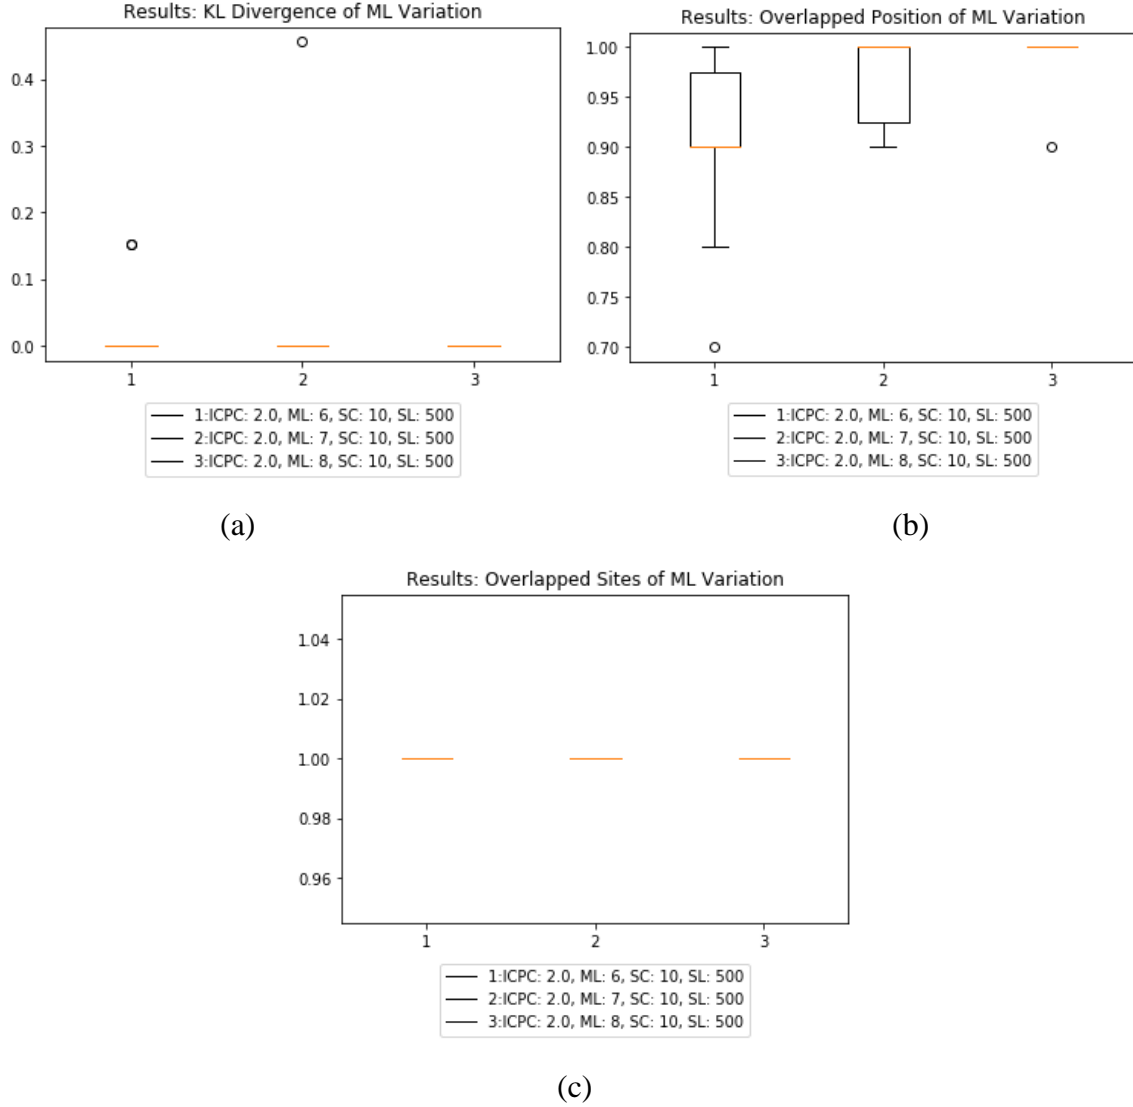 Results: KL Divergence of ML Variation
0.4
0.3
0.2
0.1
0.0
1
2
3
1:ICPC: 2.0, ML: 6, SC: 10, SL: 500
2:ICPC: 2.0, ML: 7, SC: 10, SL: 500
3:ICPC: 2.0, ML: 8, SC: 10, SL: 500
(a)
Results: Overlapped Position of ML Variation
1.00
0.95
0.90
0.85
0.80
0.75
0.70
1
2
3
1:ICPC: 2.0, ML: 6, SC: 10, SL: 500
2:ICPC: 2.0, ML: 7, SC: 10, SL: 500
3:ICPC: 2.0, ML: 8, SC: 10, SL: 500
(b)
Results: Overlapped Sites of ML Variation
1.04
1.02
1.00
0.98
0.96
1
2
3
1:ICPC: 2.0, ML: 6, SC: 10, SL: 500
2:ICPC: 2.0, ML: 7, SC: 10, SL: 500
3:ICPC: 2.0, ML: 8, SC: 10, SL: 500
(c)